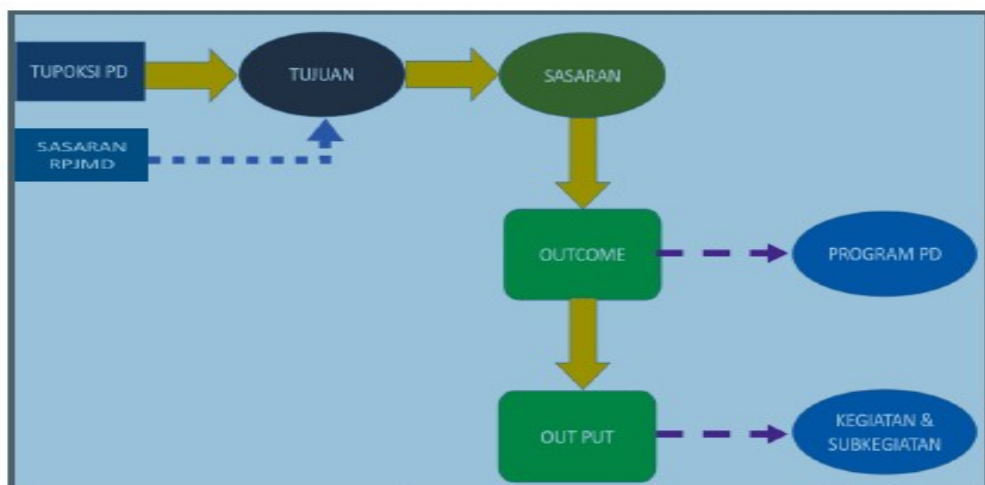 TUPOKSI PD
TUJUAN
SASARAN
SASARAN
RPJMD
OUTCOME
PROGRAM PD
OUT PUT
KEGIATAN &
SUBKEGIATAN